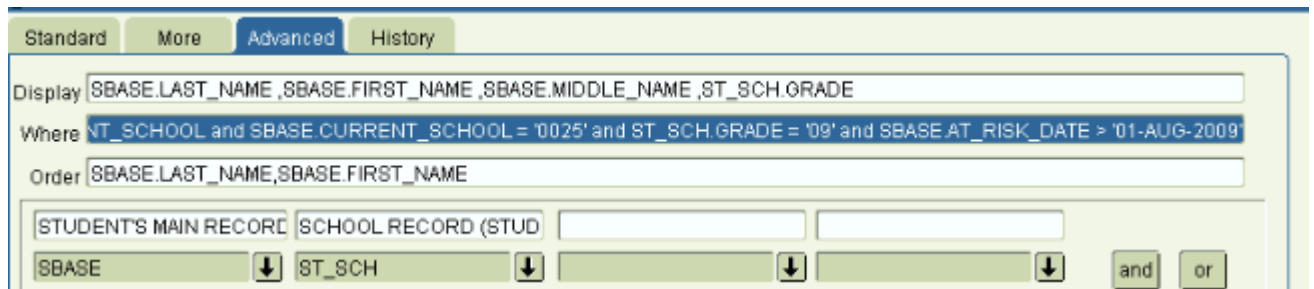 Standard More Advanced History
Display SBASE.LAST_NAME ,SBASE.FIRST_NAME ,SBASE.MIDDLE_NAME ,ST_SCH.GRADE
Where NT_SCHOOL and SBASE.CURRENT_SCHOOL = '0025' and ST_SCH.GRADE = '09' and SBASE.AT_RISK_DATE > '01-AUG-2009'
Order SBASE.LAST_NAME,SBASE.FIRST_NAME
STUDENT'S MAIN RECORD SCHOOL RECORD (STUD
SBASE ST_SCH and or